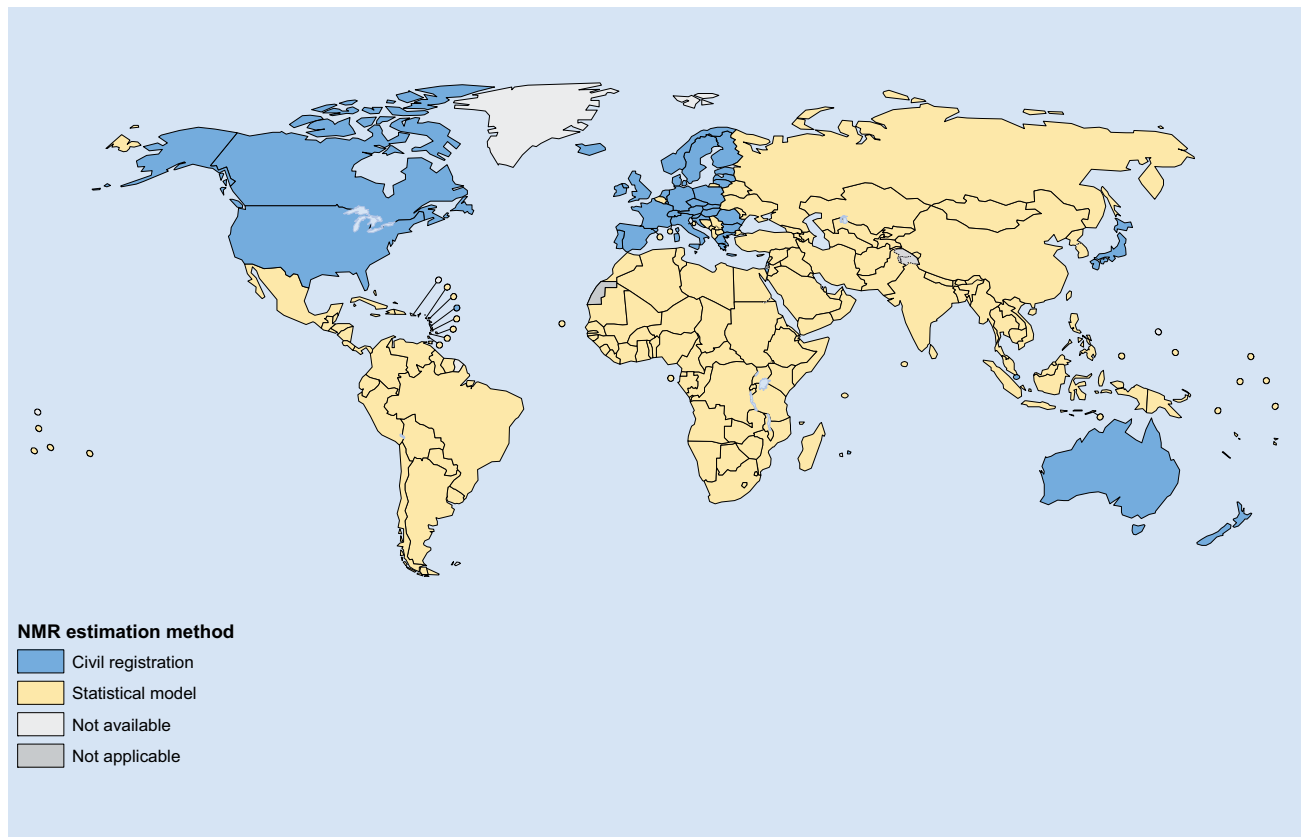 NMR estimation method
Civil registration
Statistical model
Not available
Not applicable